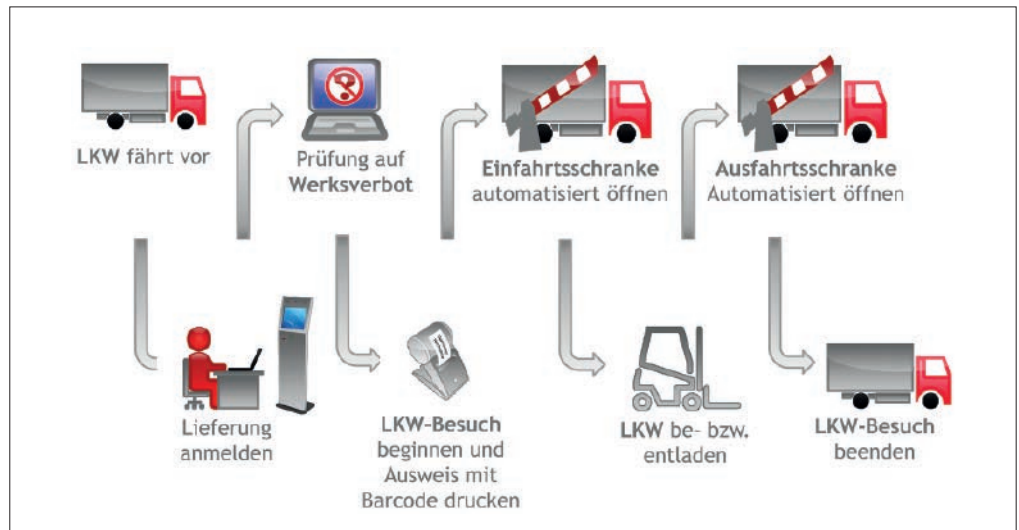 LKW fährt vor
Lieferung
anmelden
Prüfung auf
Werksverbot
LKW-Besuch
beginnen und
Ausweis mit
Barcode drucken
Einfahrtsschranke
automatisiert öffnen
LKW be- bzw.
entladen
Ausfahrtsschranke
Automatisiert öffnen
LKW-Besuch
beenden